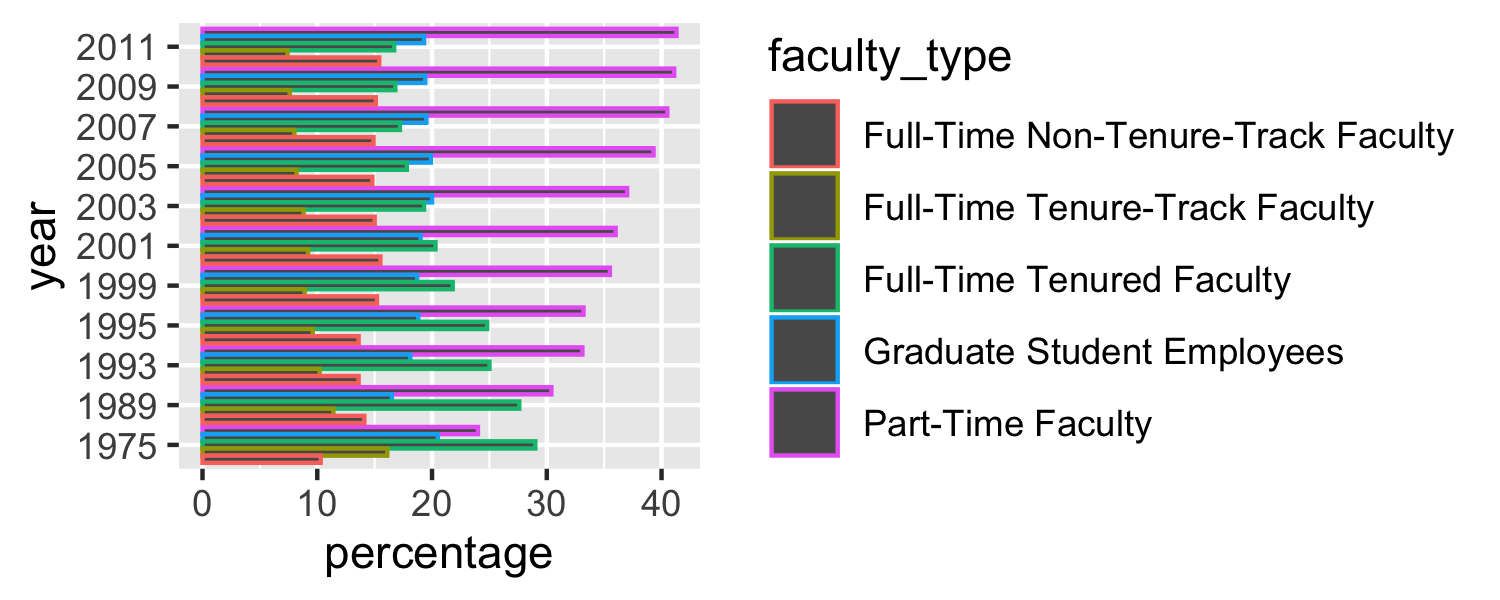 2011
2009
2007
2005
2003
2001
1999
1995
1993
1989
1975
year
0 10 20 30 40
percentage
faculty_type
Full-Time Non-Tenure-Track Faculty
Full-Time Tenure-Track Faculty
Full-Time Tenured Faculty
Graduate Student Employees
Part-Time Faculty